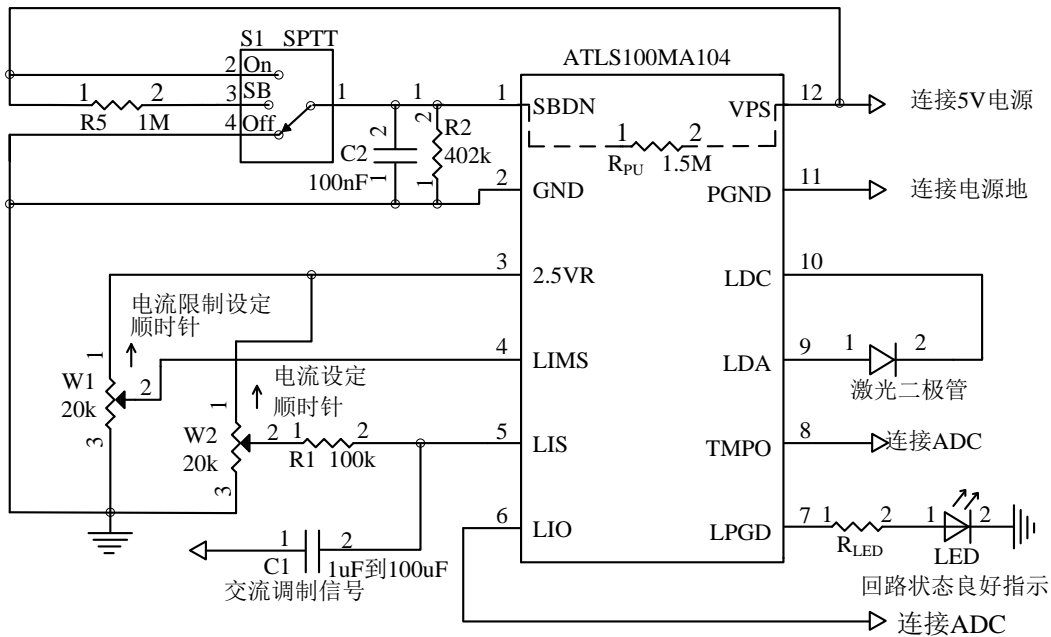 S1 SPTT
ATLS100MA104
2 On
1 2 3 SB
R5 1M
4 Off
1
2
1
C2
100nF
1
2
R2
402k
1
1 SBDN
VPS 12
连接5V电源
1 2
RPU 1.5M
2 GND
PGND 11
连接电源地
3 2.5VR
LDC 10
电流限制设定
顺时针
1
W1
20k
2
3
4 LIMS
LDA 9
1 2
激光二极管
电流设定
顺时针
1
W2
20k
2
3
1 2
R1 100k
5 LIS
TMPO 8
连接ADC
6 LIO
LPGD 7
1 2
RLED
1 2
LED
回路状态良好指示
1 2
C1 1uF到100uF
交流调制信号
连接ADC